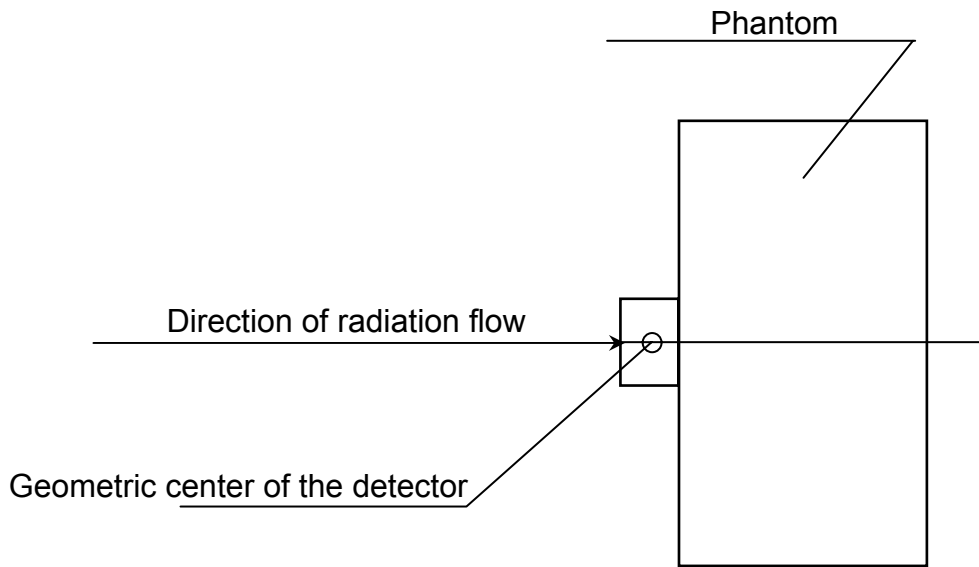 Phantom
Direction of radiation flow
Geometric center of the detector